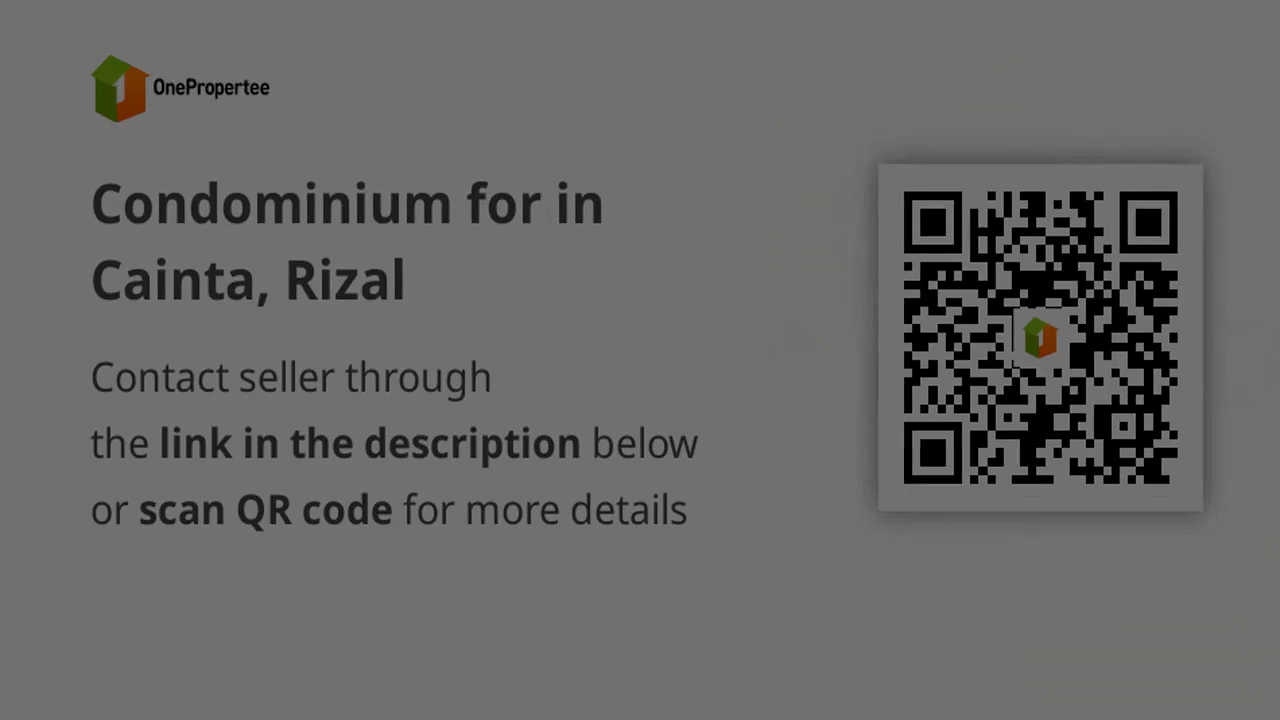 OnePropertee
Condominium for in
Cainta, Rizal
Contact seller through
the link in the description below
or scan QR code for more details